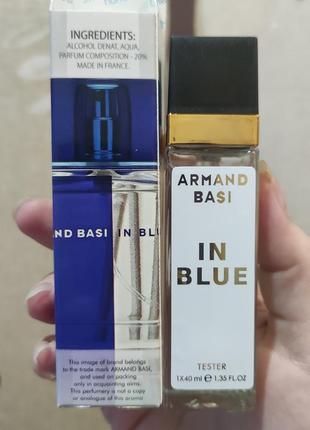 INGREDIENTS:
ALCOHOL DENAT, AQUA,
PARFUM COMPOSITION - 20%
MADE IN FRANCE.
AND BASI IN BLU
This image of brand belongs
to the trade mark ARMAND BASI,
and used on packing
only in acquainting aims.
This perfumery is not a copy
or analogue of this aroma
ARMAND
BASI
IN
BLUE
TESTER
1X40 ml e 1.35 FL.OZ